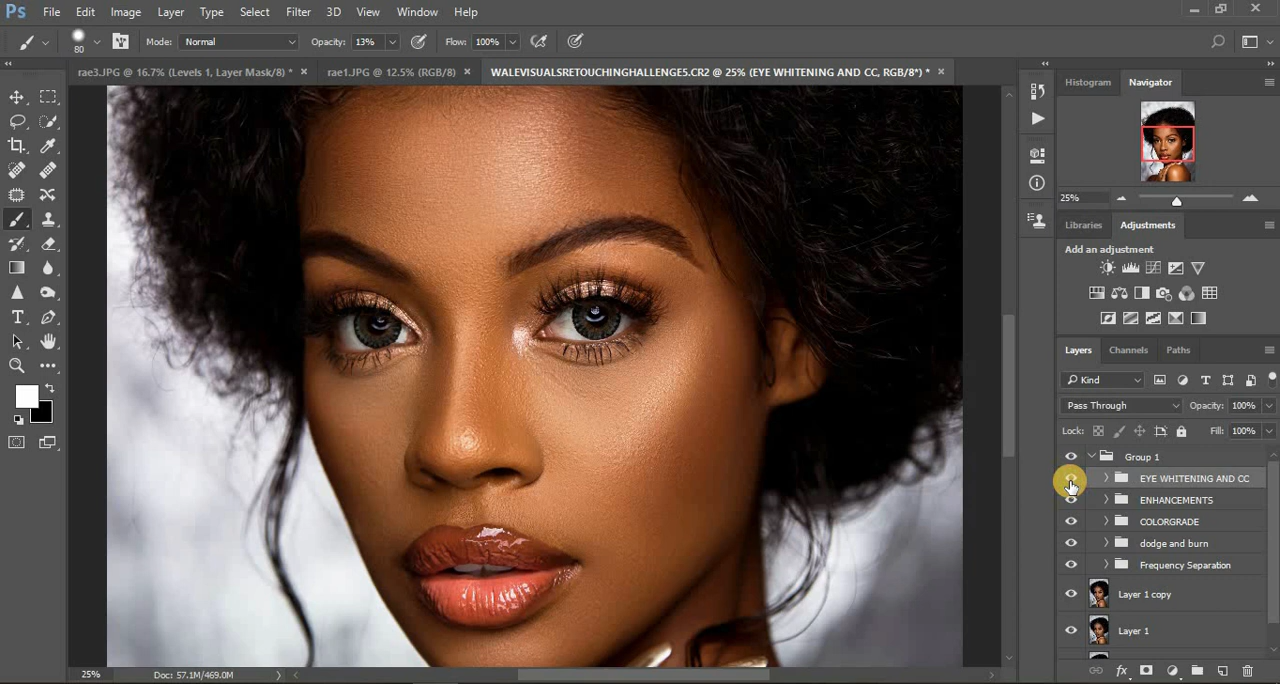 Ps File Edit Image Layer Type Select Filter 3D View Window Help
80 Mode: Normal Opacity: 13% Flow: 100%
rae3.JPG @ 16.7% (Levels 1, Layer Mask/8) * × rae1.JPG @ 12.5% (RGB/8) × WALEVISUALSRETOUCHINGHALLENGE5.CR2 @ 25% (EYE WHITENING AND CC, RGB/8*) * ×
Histogram Navigator
25%
Libraries Adjustments
Add an adjustment
Layers Channels Paths
Kind
Pass Through Opacity: 100%
Lock: Fill: 100%
Group 1
EYE WHITENING AND CC
ENHANCEMENTS
COLORGRADE
dodge and burn
Frequency Separation
Layer 1 copy
Layer 1
25% Doc: 57.1M/469.0M
fx